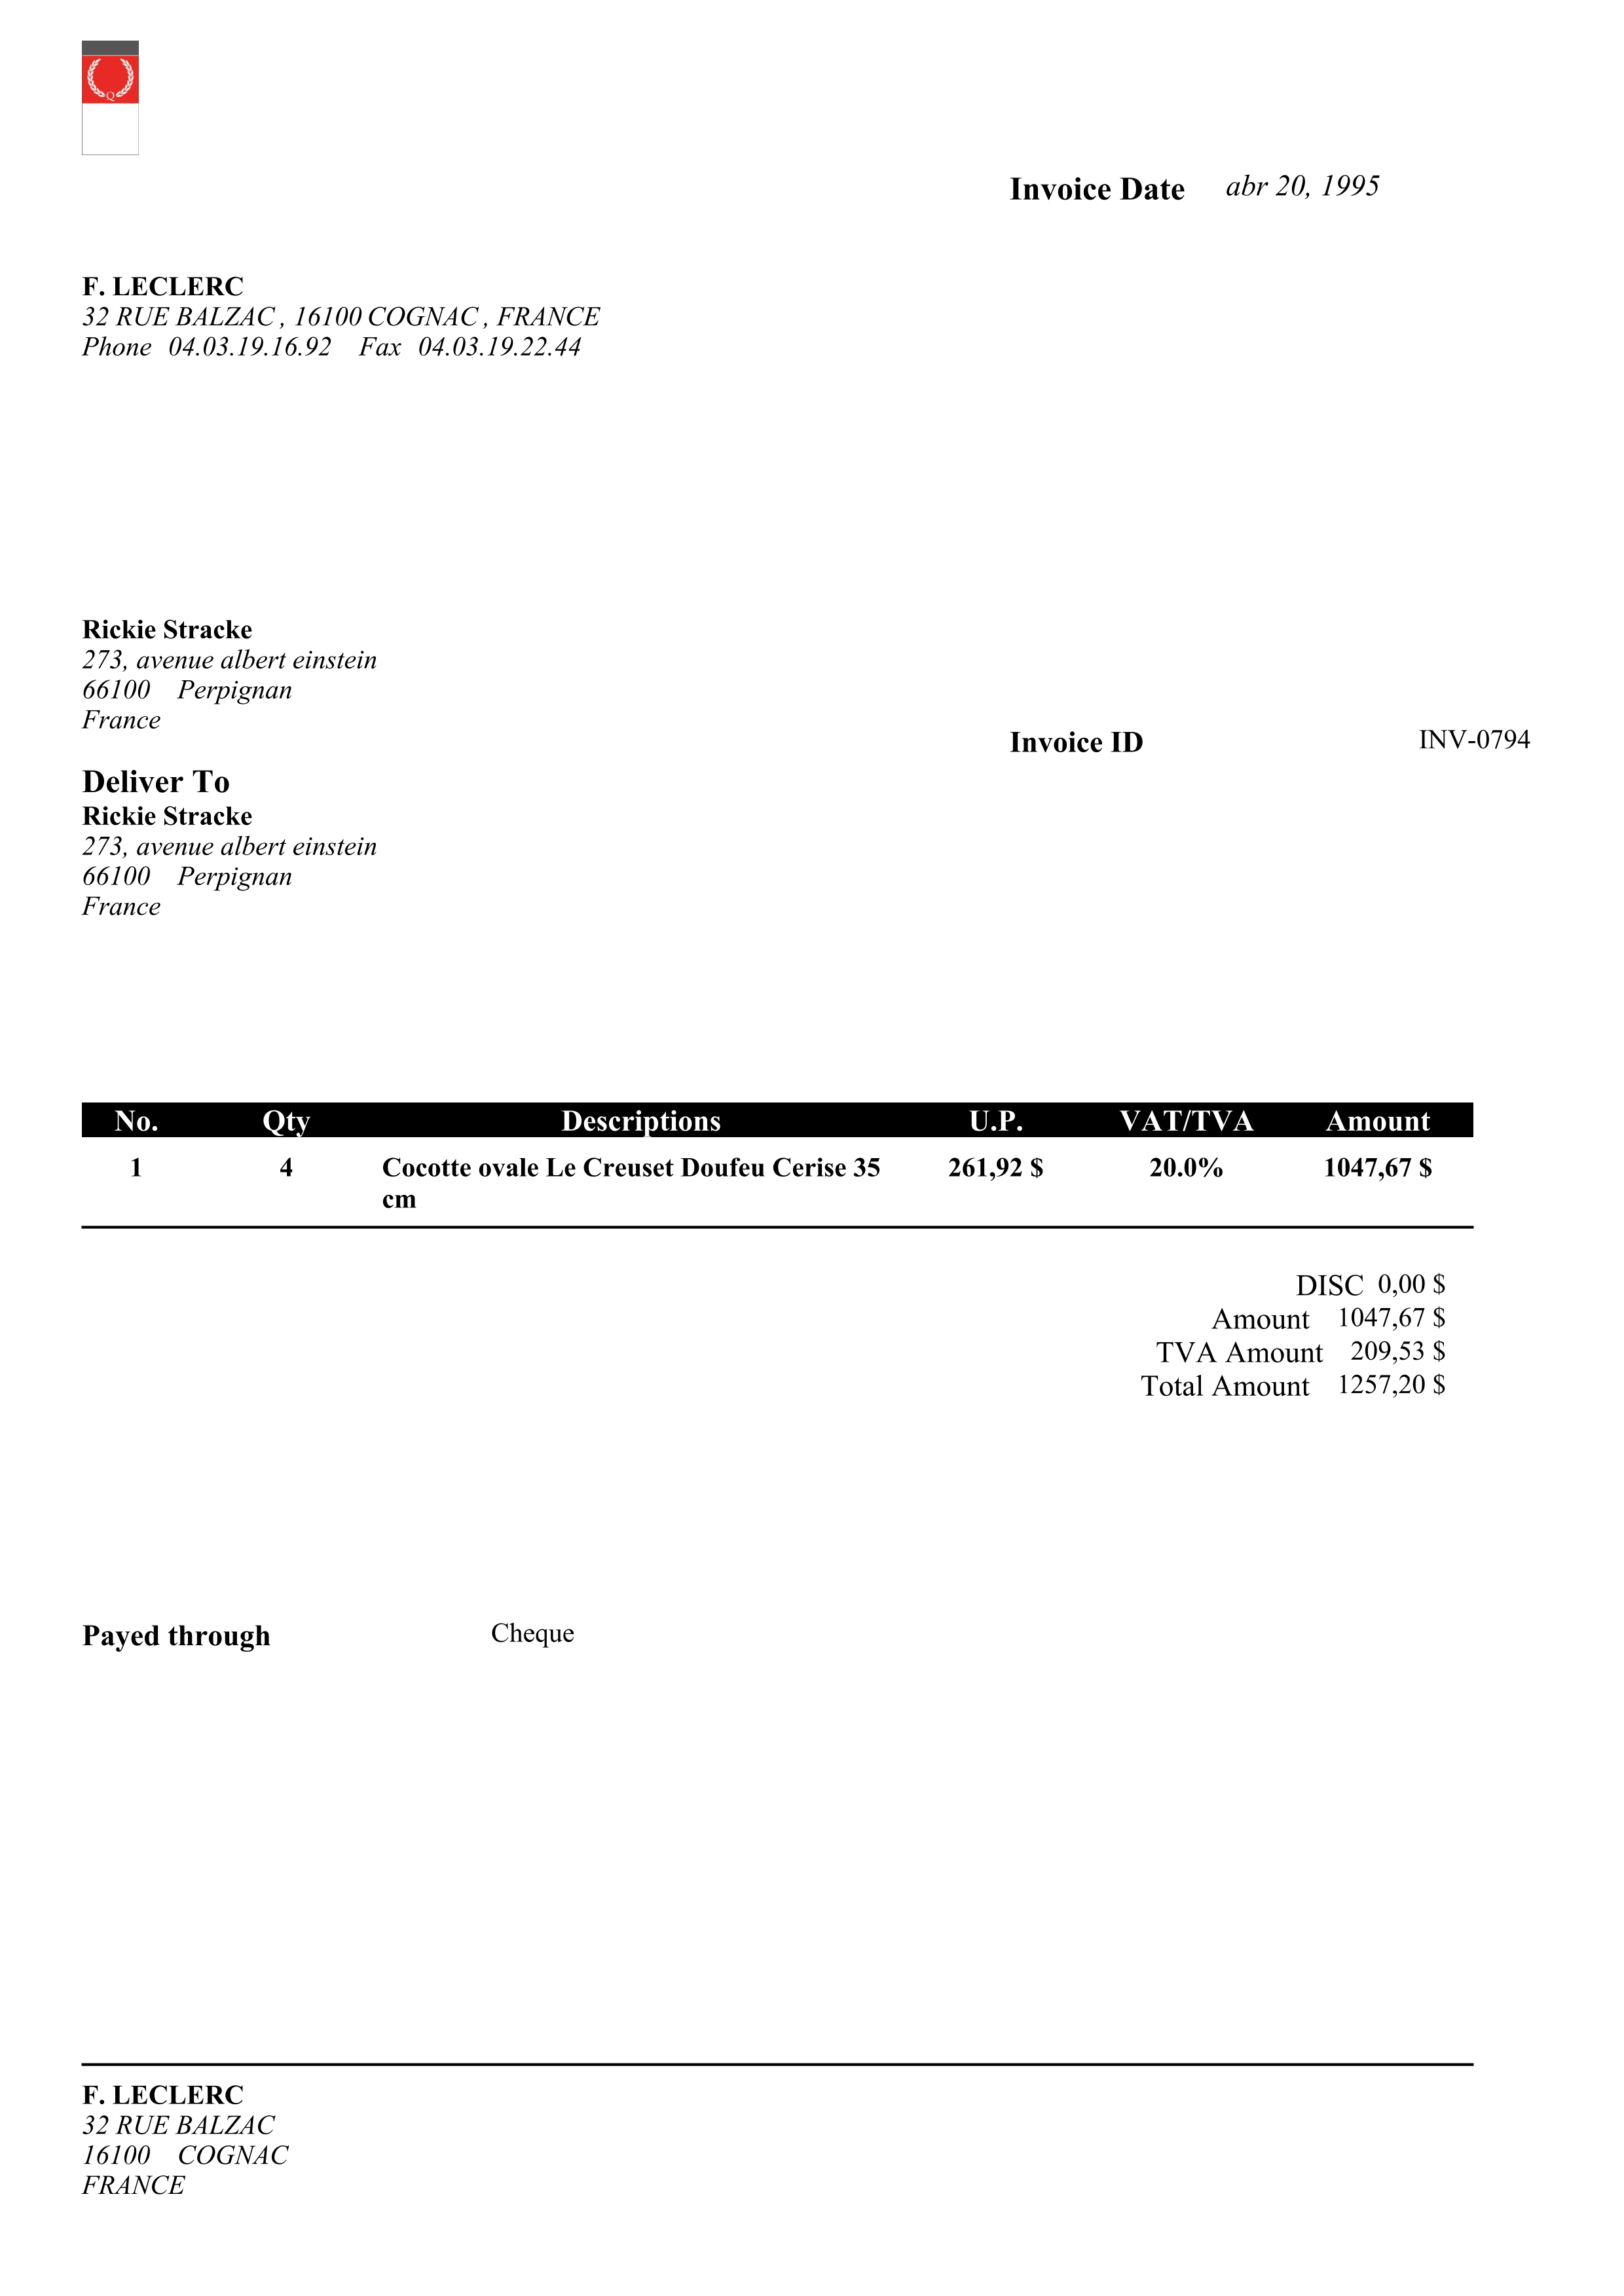 Q
Invoice Date abr 20, 1995
F. LECLERC
32 RUE BALZAC , 16100 COGNAC , FRANCE
Phone 04.03.19.16.92 Fax 04.03.19.22.44
Rickie Stracke
273, avenue albert einstein
66100 Perpignan
France
Invoice ID INV-0794
Deliver To
Rickie Stracke
273, avenue albert einstein
66100 Perpignan
France
No. Qty Descriptions U.P. VAT/TVA Amount
1 4 Cocotte ovale Le Creuset Doufeu Cerise 35 261,92 $ 20.0% 1047,67 $
cm
DISC 0,00 $
Amount 1047,67 $
TVA Amount 209,53 $
Total Amount 1257,20 $
Payed through Cheque
F. LECLERC
32 RUE BALZAC
16100 COGNAC
FRANCE